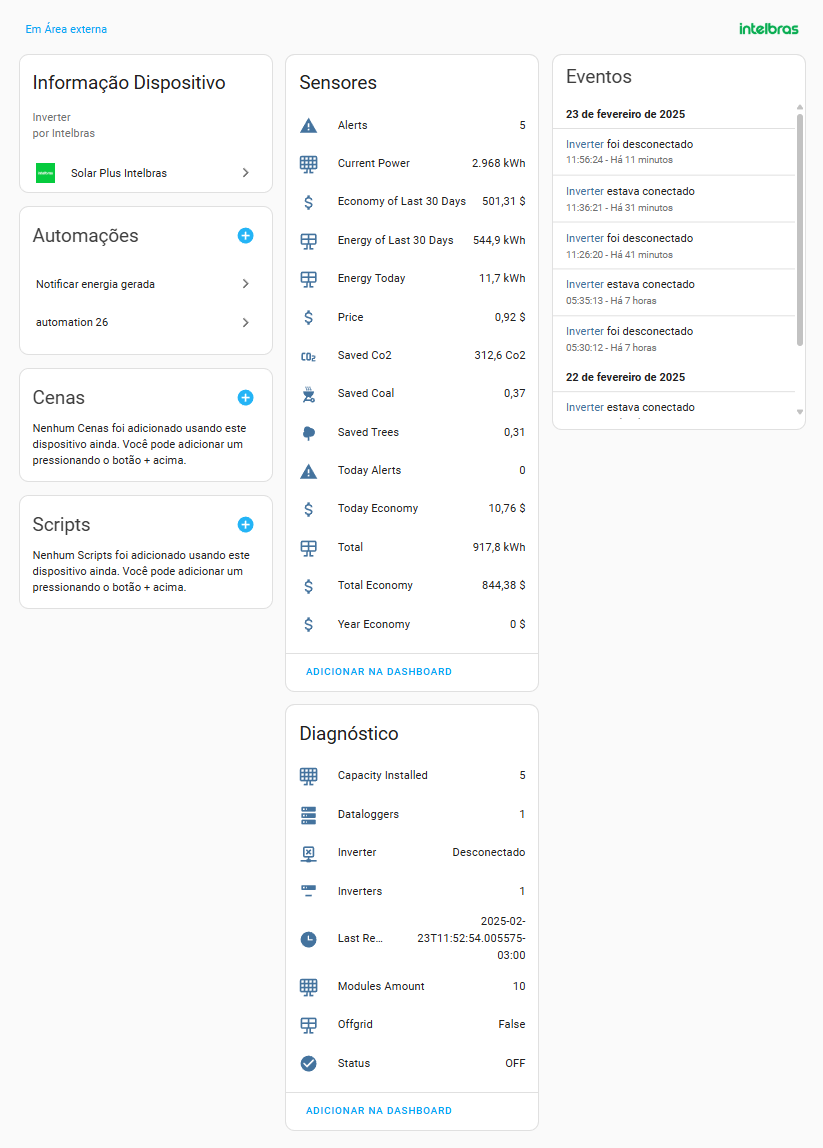 Em Área externa
intelbras
Informação Dispositivo
Inverter
por Intelbras
Solar Plus Intelbras
Automações
Notificar energia gerada
automation 26
Cenas
Nenhum Cenas foi adicionado usando este
dispositivo ainda. Você pode adicionar um
pressionando o botão + acima.
Scripts
Nenhum Scripts foi adicionado usando este
dispositivo ainda. Você pode adicionar um
pressionando o botão + acima.
Sensores
Alerts 5
Current Power 2.968 kWh
Economy of Last 30 Days 501,31 $
Energy of Last 30 Days 544,9 kWh
Energy Today 11,7 kWh
Price 0,92 $
Saved Co2 312,6 Co2
Saved Coal 0,37
Saved Trees 0,31
Today Alerts 0
Today Economy 10,76 $
Total 917,8 kWh
Total Economy 844,38 $
Year Economy 0 $
ADICIONAR NA DASHBOARD
Diagnóstico
Capacity Installed 5
Dataloggers 1
Inverter Desconectado
Inverters 1
Last Re... 2025-02-
23T11:52:54.005575-
03:00
Modules Amount 10
Offgrid False
Status OFF
ADICIONAR NA DASHBOARD
Eventos
23 de fevereiro de 2025
Inverter foi desconectado
11:56:24 - Há 11 minutos
Inverter estava conectado
11:36:21 - Há 31 minutos
Inverter foi desconectado
11:26:20 - Há 41 minutos
Inverter estava conectado
05:35:13 - Há 7 horas
Inverter foi desconectado
05:30:12 - Há 7 horas
22 de fevereiro de 2025
Inverter estava conectado